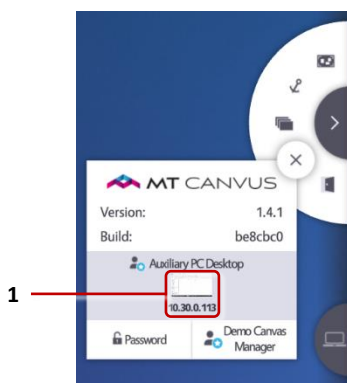 MT CANVUS
Version: 1.4.1
Build: be8cbc0
Auxiliary PC Desktop
1
10.30.0.113
Password
Demo Canvas
Manager